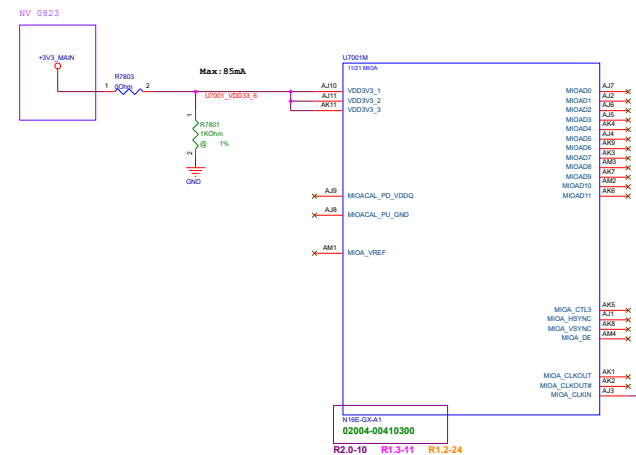 NV 0823
+3V3_MAIN
R7803
0Ohm
1 2
Max:85mA
U7001_VDD33_6
1
R7801
1KOhm
@ 1%
2
GND
U7001M
11/21 MIOA
AJ10 VDD3V3_1
AJ11 VDD3V3_2
AK11 VDD3V3_3
AJ9 MIOACAL_PD_VDDQ
AJ8 MIOACAL_PU_GND
AM1 MIOA_VREF
MIOAD0 AJ7
MIOAD1 AJ2
MIOAD2 AJ6
MIOAD3 AJ5
MIOAD4 AK4
MIOAD5 AJ4
MIOAD6 AK9
MIOAD7 AK3
MIOAD8 AM3
MIOAD9 AK7
MIOAD10 AM2
MIOAD11 AK6
MIOA_CTL3 AK5
MIOA_HSYNC AJ1
MIOA_VSYNC AK8
MIOA_DE AM4
MIOA_CLKOUT AK1
MIOA_CLKOUT# AK2
MIOA_CLKIN AJ3
N16E-GX-A1
02004-00410300
R2.0-10 R1.3-11 R1.2-24